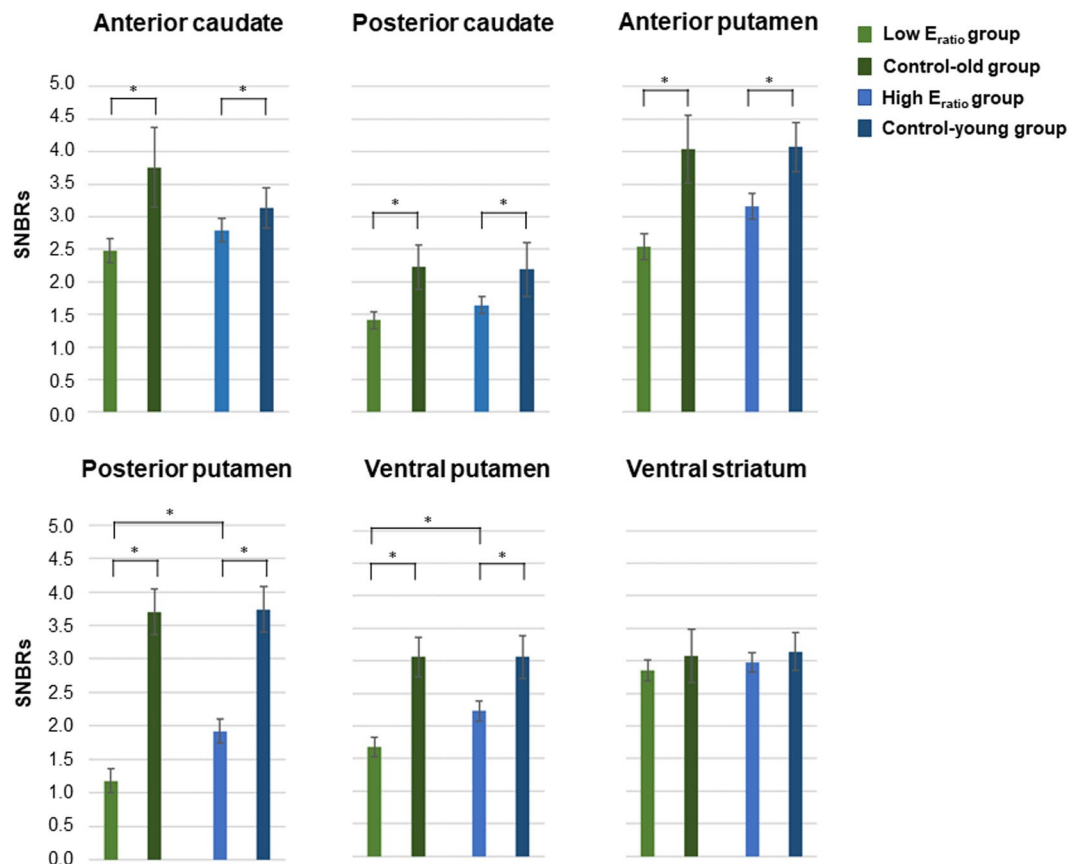 Anterior caudate
Posterior caudate
Anterior putamen
Low Eratio group
Control-old group
High Eratio group
Control-young group
SNBRs
5.0
4.5
4.0
3.5
3.0
2.5
2.0
1.5
1.0
0.5
0.0
*
*
*
*
*
*
Posterior putamen
Ventral putamen
Ventral striatum
SNBRs
5.0
4.5
4.0
3.5
3.0
2.5
2.0
1.5
1.0
0.5
0.0
*
*
*
*
*
*